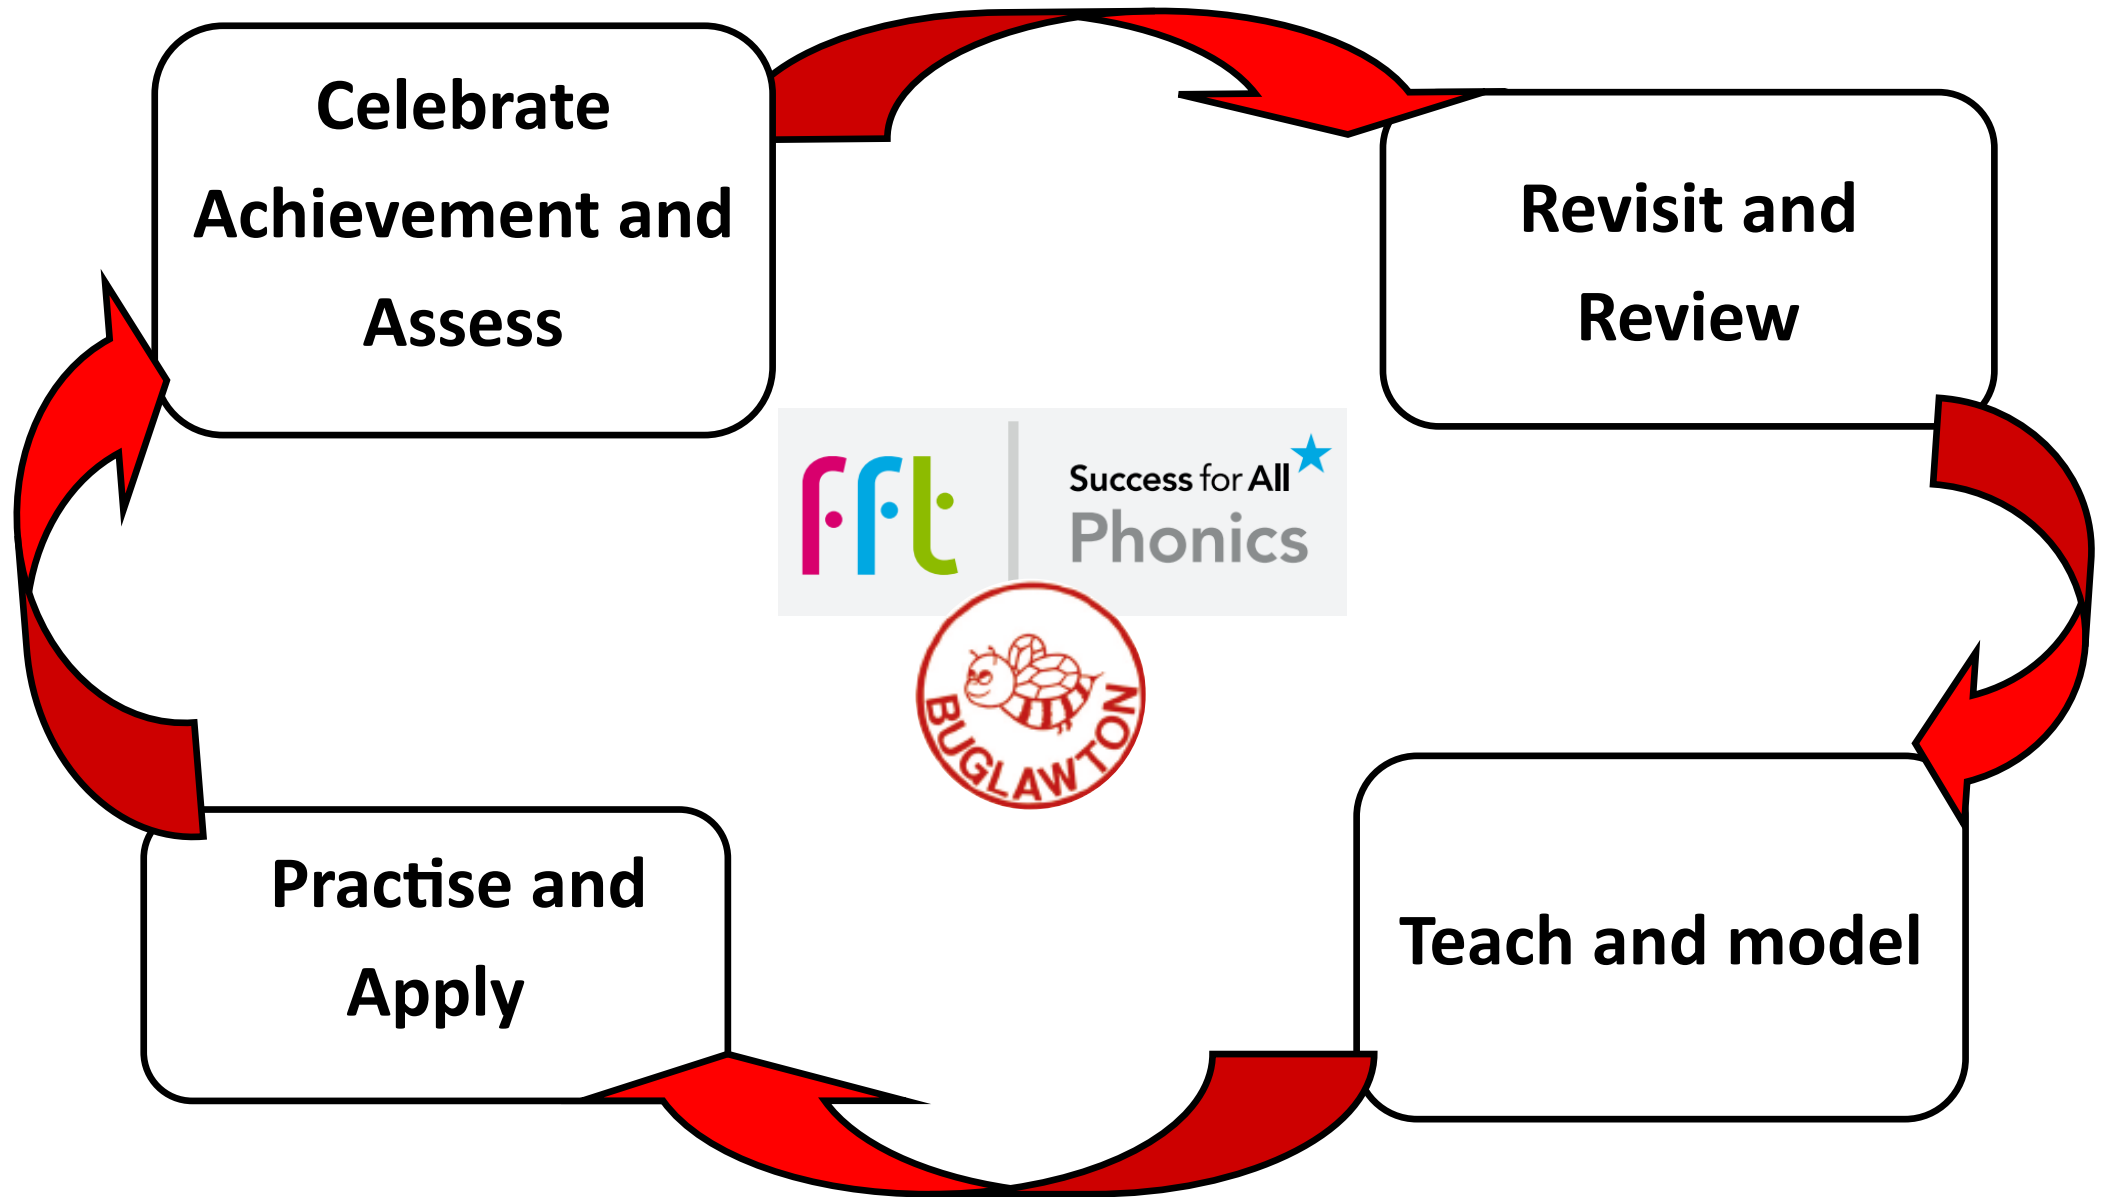 Celebrate
Achievement and
Assess
Revisit and
Review
fft
Success for All
Phonics
BUGLAWTON
Practise and
Apply
Teach and model